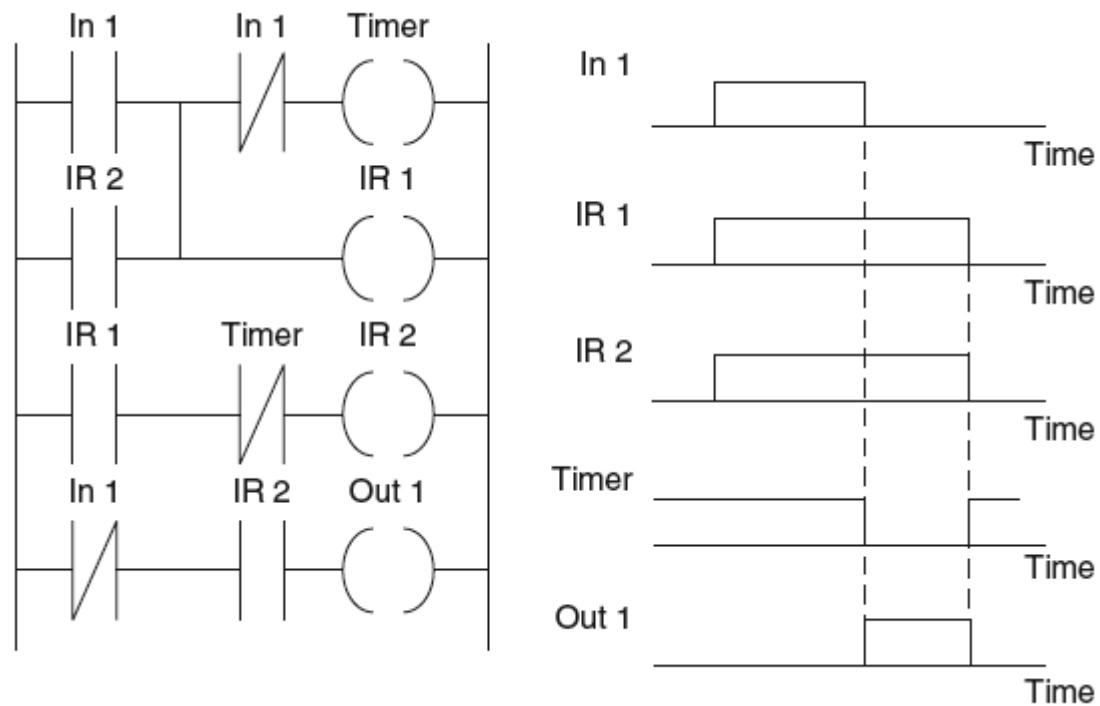 In 1 In 1 Timer
IR 2 IR 1
IR 1 Timer IR 2
In 1 IR 2 Out 1
In 1
Time
IR 1
Time
IR 2
Time
Timer
Time
Out 1
Time